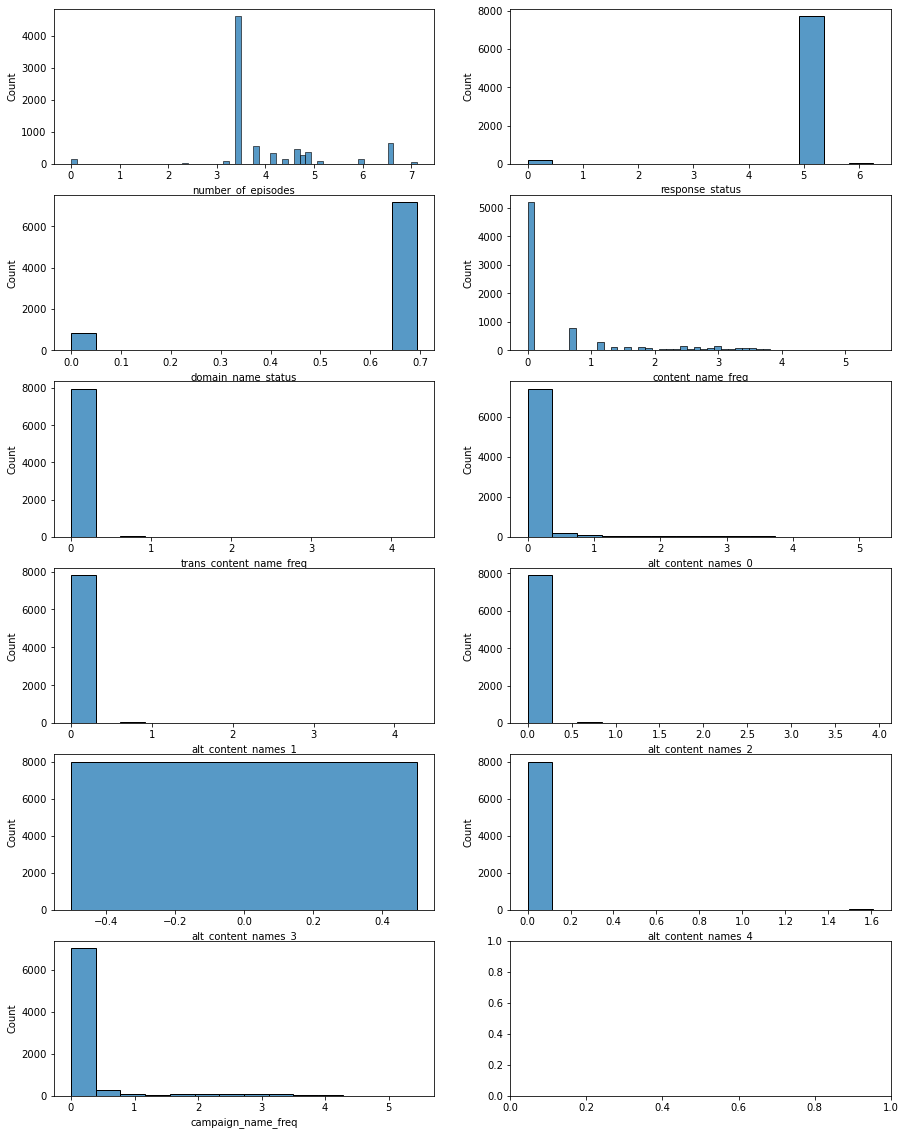 4000
3000
2000
1000
0
Count
0 1 2 3 4 5 6 7
number_of_episodes
8000
6000
4000
2000
0
Count
0 1 2 3 4 5 6
response_status
6000
4000
2000
0
Count
0.0 0.1 0.2 0.3 0.4 0.5 0.6 0.7
domain_name_status
5000
4000
3000
2000
1000
0
Count
0 1 2 3 4 5
content_name_freq
8000
6000
4000
2000
0
Count
0 1 2 3 4
trans_content_name_freq
6000
4000
2000
0
Count
0 1 2 3 4 5
alt_content_names_0
8000
6000
4000
2000
0
Count
0 1 2 3 4
alt_content_names_1
8000
6000
4000
2000
0
Count
0.0 0.5 1.0 1.5 2.0 2.5 3.0 3.5 4.0
alt_content_names_2
8000
6000
4000
2000
0
Count
−0.4 −0.2 0.0 0.2 0.4
alt_content_names_3
8000
6000
4000
2000
0
Count
0.0 0.2 0.4 0.6 0.8 1.0 1.2 1.4 1.6
alt_content_names_4
6000
4000
2000
0
Count
0 1 2 3 4 5
campaign_name_freq
1.0
0.8
0.6
0.4
0.2
0.0
0.0 0.2 0.4 0.6 0.8 1.0